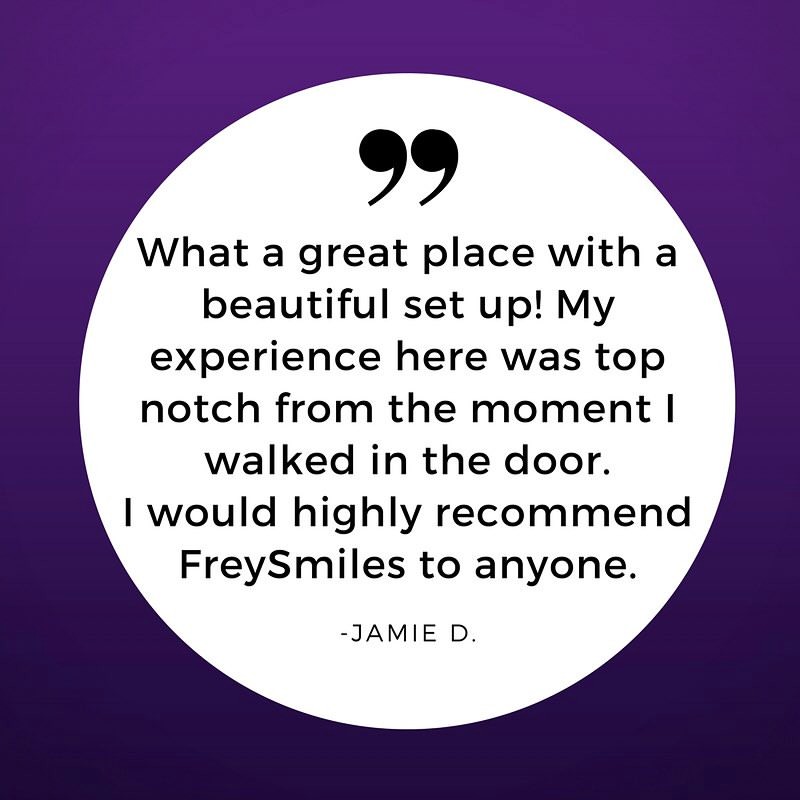 ”
What a great place with a
beautiful set up! My
experience here was top
notch from the moment I
walked in the door.
I would highly recommend
FreySmiles to anyone.
-JAMIE D.